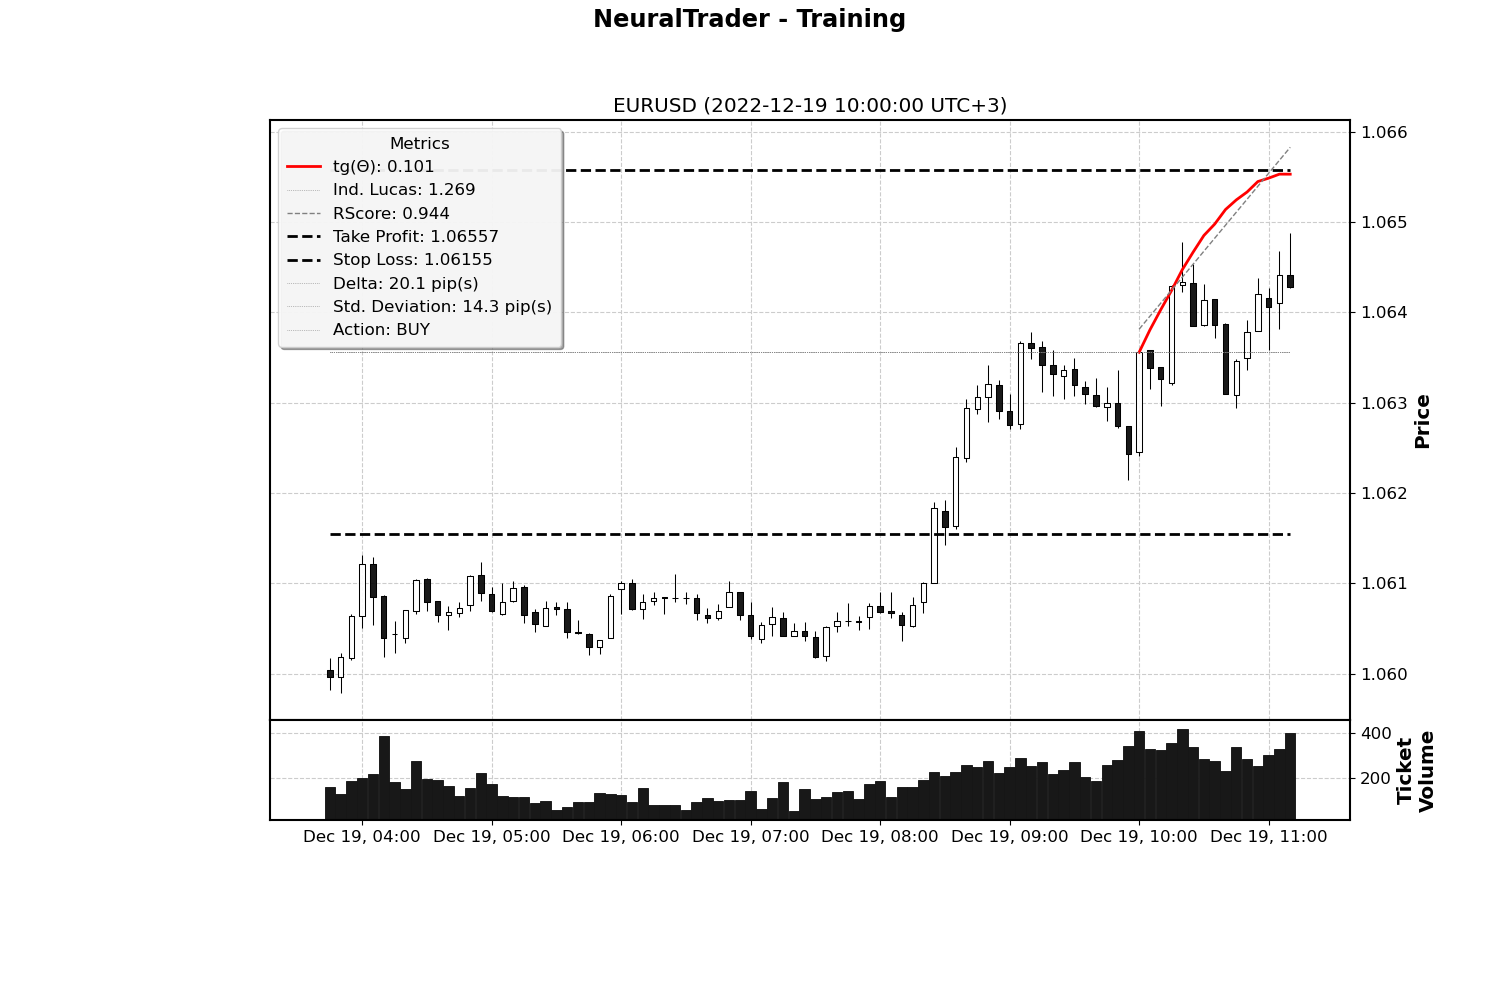 NeuralTrader - Training
EURUSD (2022-12-19 10:00:00 UTC+3)
Metrics
tg(Θ): 0.101
Ind. Lucas: 1.269
RScore: 0.944
Take Profit: 1.06557
Stop Loss: 1.06155
Delta: 20.1 pip(s)
Std. Deviation: 14.3 pip(s)
Action: BUY
1.066
1.065
1.064
1.063
1.062
1.061
1.060
Price
400
200
Ticket
Volume
Dec 19, 04:00
Dec 19, 05:00
Dec 19, 06:00
Dec 19, 07:00
Dec 19, 08:00
Dec 19, 09:00
Dec 19, 10:00
Dec 19, 11:00